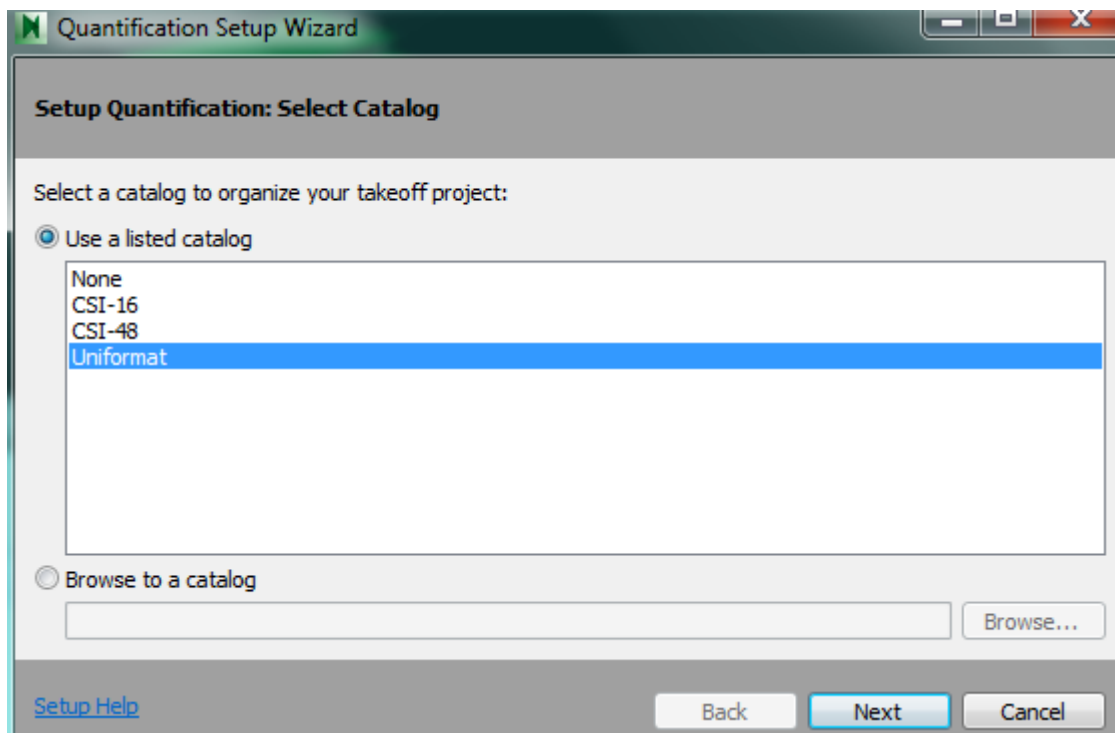 Quantification Setup Wizard
Setup Quantification: Select Catalog
Select a catalog to organize your takeoff project:
Use a listed catalog
None
CSI-16
CSI-48
Uniformat
Browse to a catalog
Browse...
Setup Help
Back Next Cancel